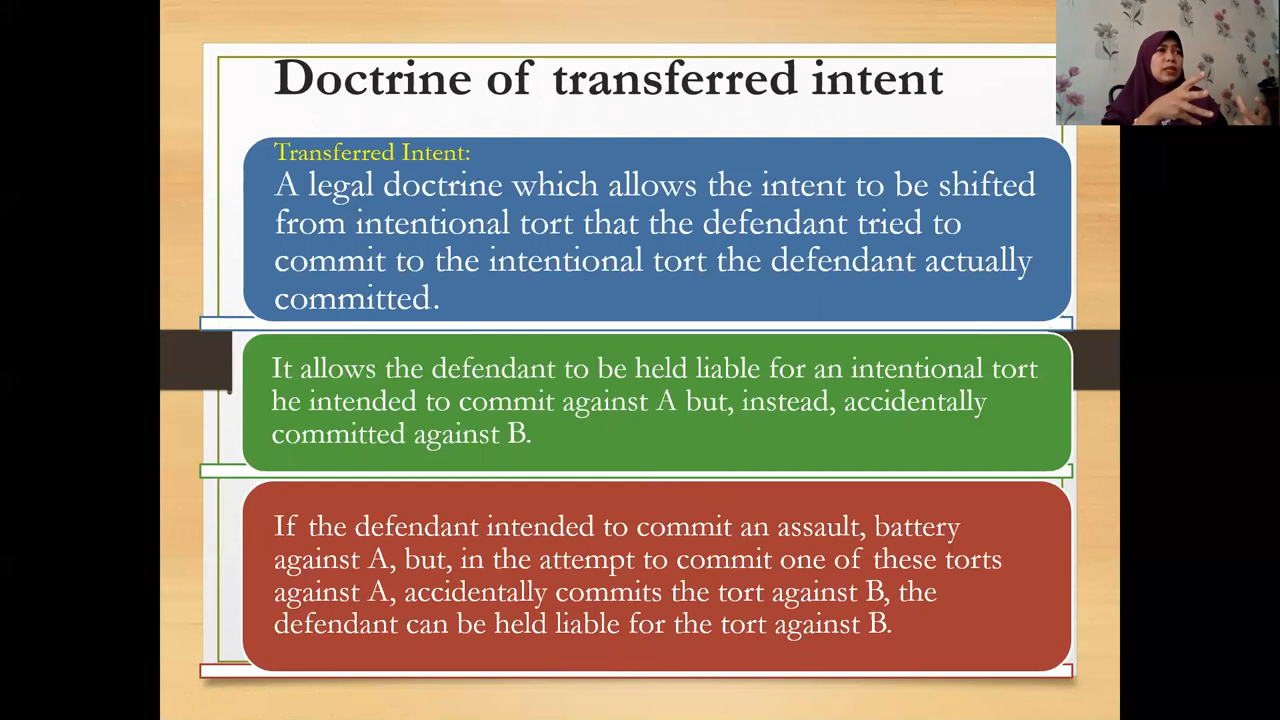 Doctrine of transferred intent
Transferred Intent:
A legal doctrine which allows the intent to be shifted
from intentional tort that the defendant tried to
commit to the intentional tort the defendant actually
committed.
It allows the defendant to be held liable for an intentional tort
he intended to commit against A but, instead, accidentally
committed against B.
If the defendant intended to commit an assault, battery
against A, but, in the attempt to commit one of these torts
against A, accidentally commits the tort against B, the
defendant can be held liable for the tort against B.